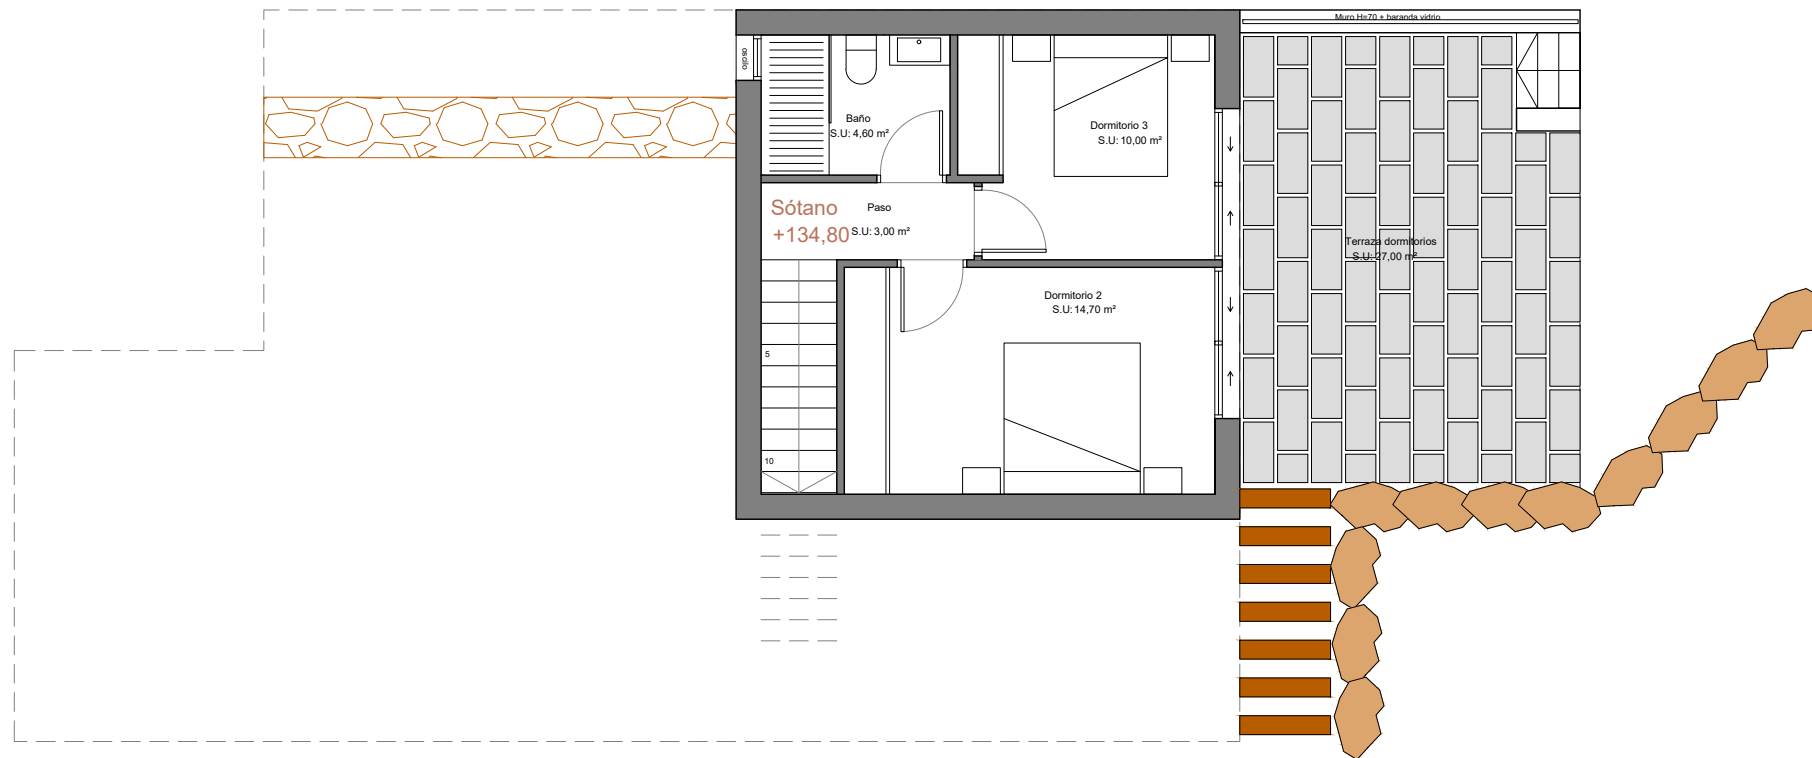 Muro H=70 + baranda vidrio
Baño
S.U: 4,60 m²
Dormitorio 3
S.U: 10,00 m²
Sótano
+134,80
Paso
S.U: 3,00 m²
Terraza dormitorios
S.U: 27,00 m²
Dormitorio 2
S.U: 14,70 m²
5
10